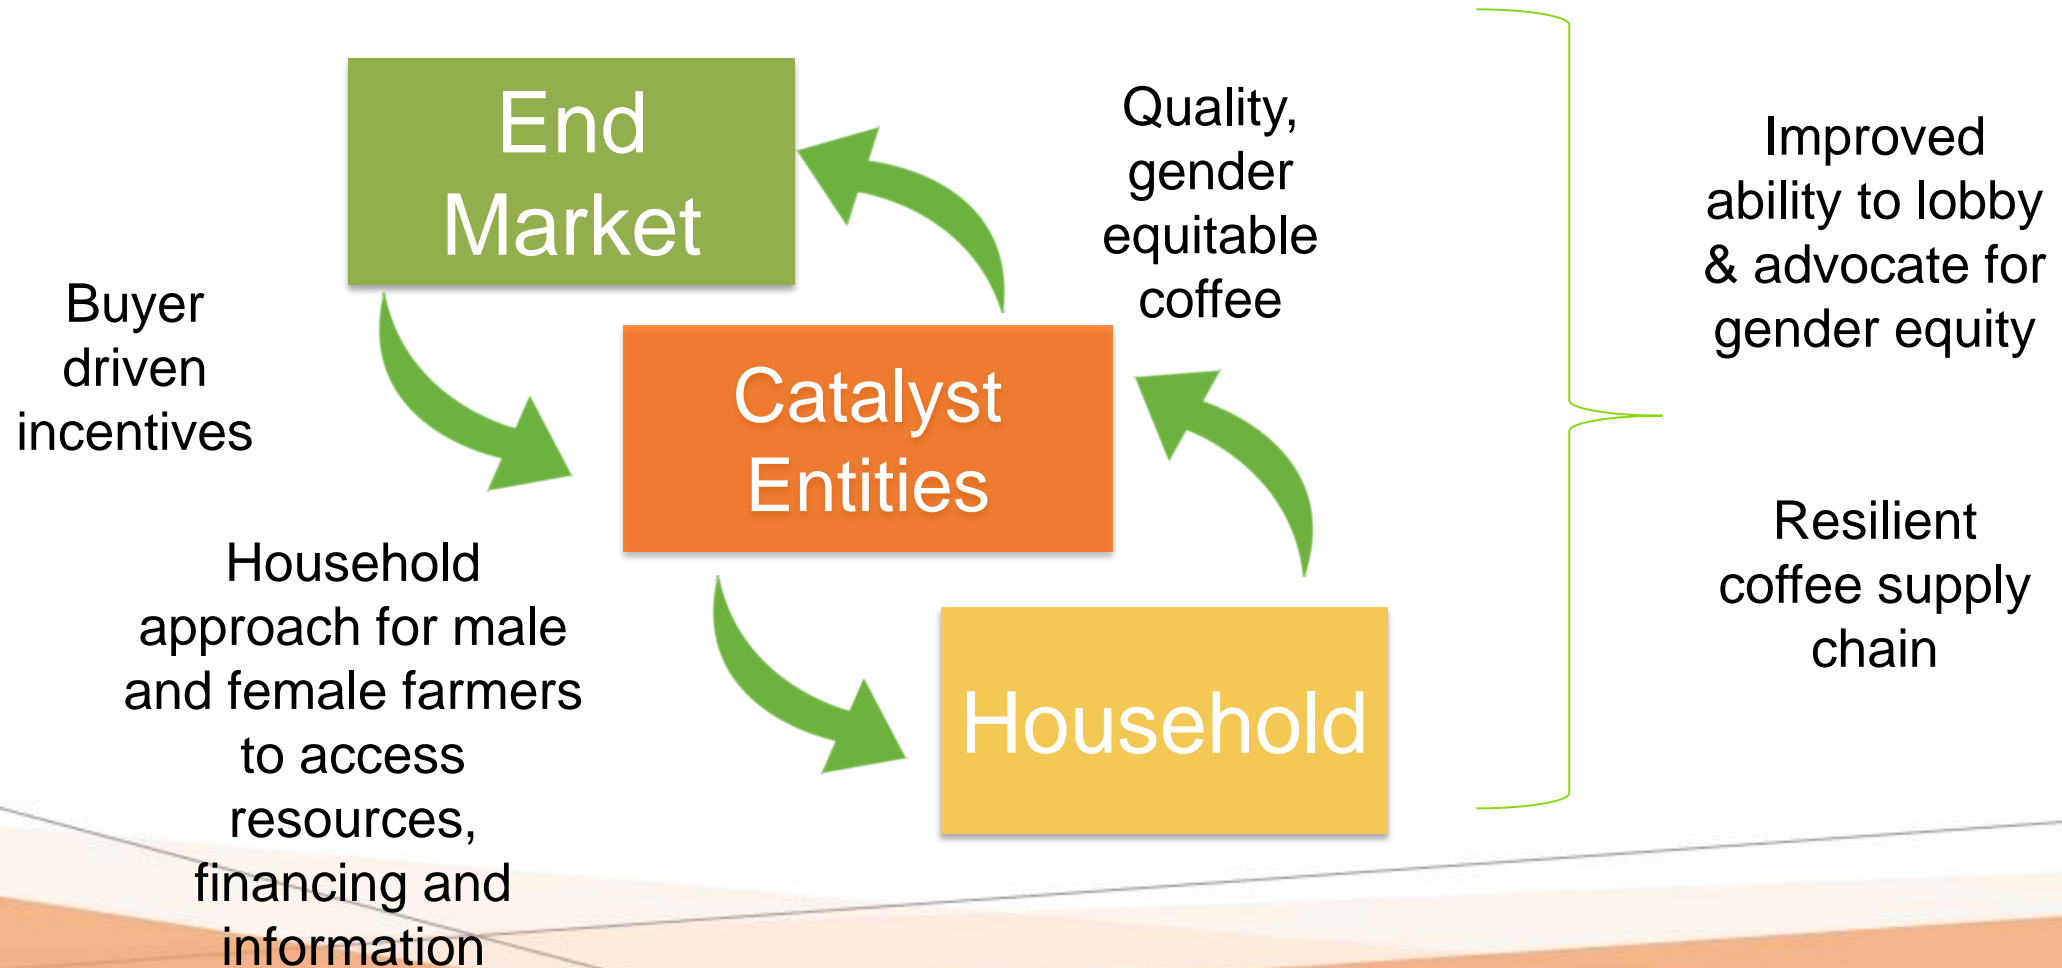 End
Market
Quality,
gender
equitable
coffee
Improved
ability to lobby
& advocate for
gender equity
Buyer
driven
incentives
Catalyst
Entities
Resilient
coffee supply
chain
Household
approach for male
and female farmers
to access
resources,
financing and
information
Household